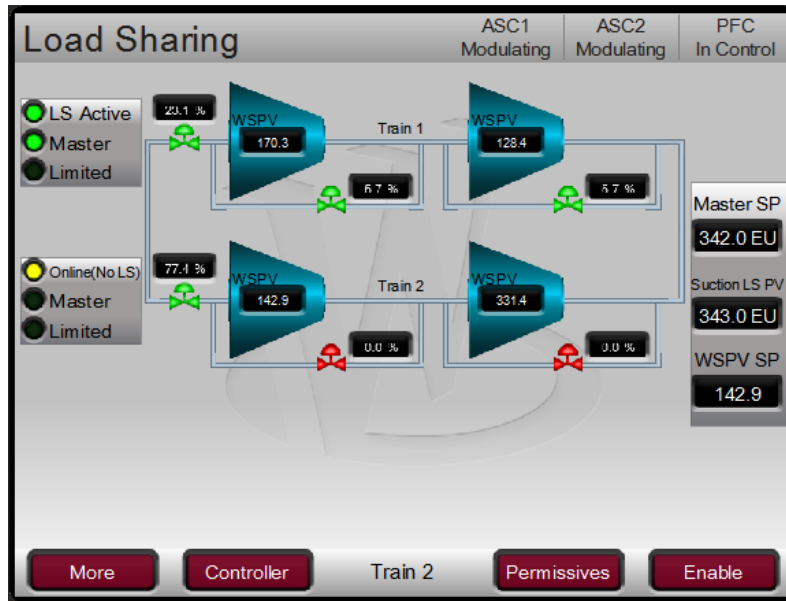 Load Sharing
ASC1
Modulating
ASC2
Modulating
PFC
In Control
LS Active
Master
Limited
23.1 %
WSPV
170.3
Train 1
WSPV
128.4
5.7 %
5.7 %
Master SP
342.0 EU
Suction LS PV
343.0 EU
WSPV SP
142.9
Online(No LS)
Master
Limited
77.4 %
WSPV
142.9
Train 2
WSPV
331.4
0.0 %
0.0 %
More
Controller
Train 2
Permissives
Enable